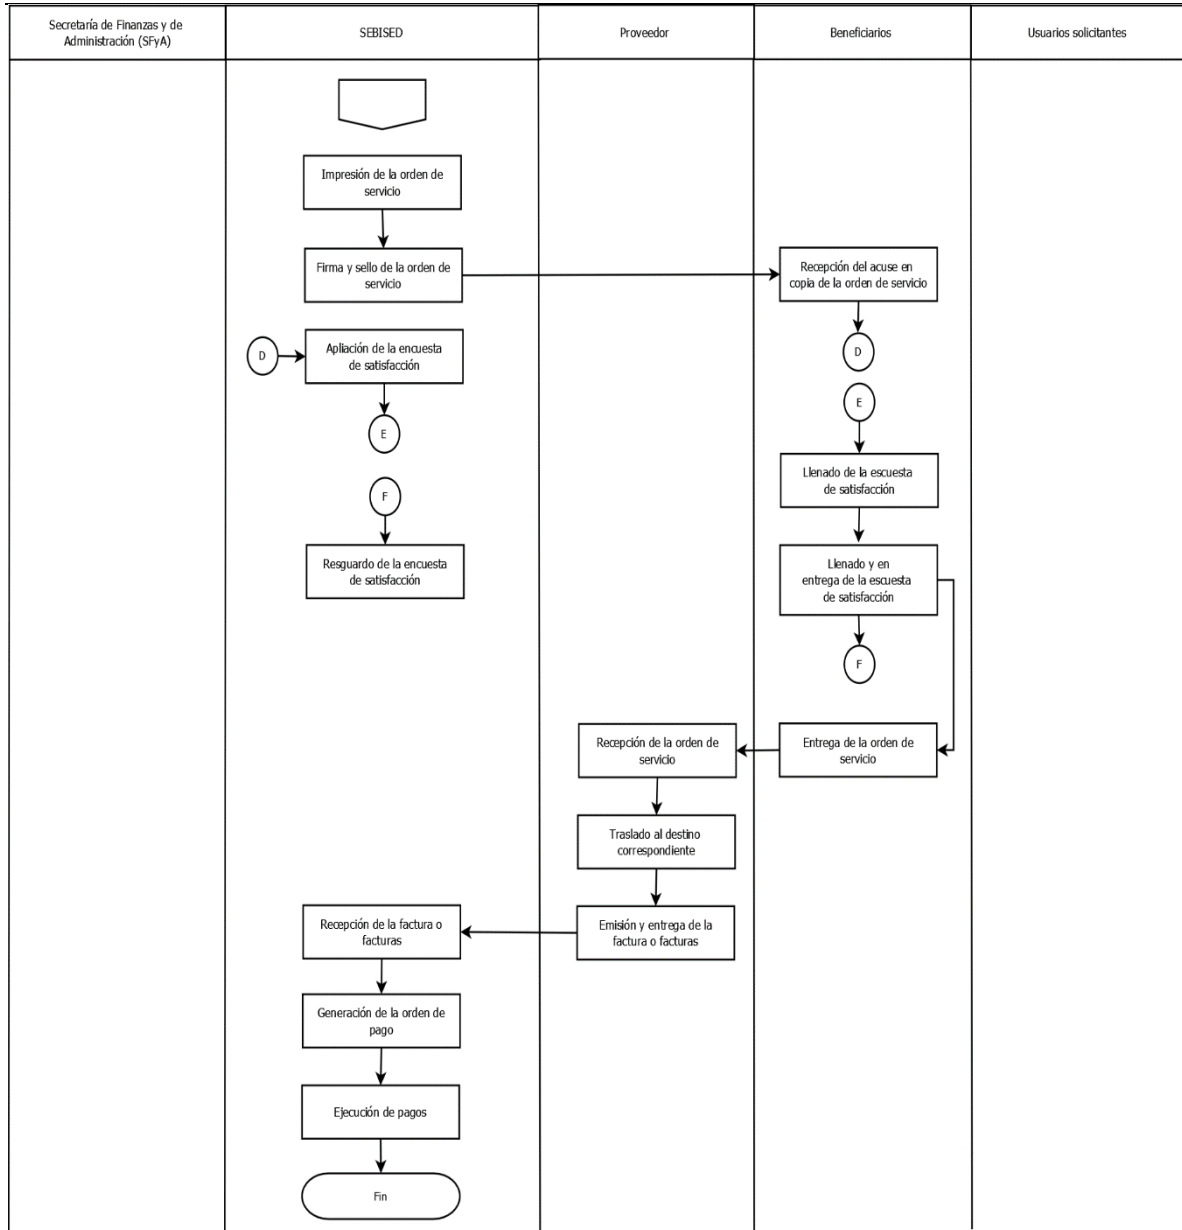 Secretaría de Finanzas y de
Administración (SFyA)
SEBISED
Proveedor
Beneficiarios
Usuarios solicitantes
Impresión de la orden de
servicio
Firma y sello de la orden de
servicio
Recepción del acuse en
copia de la orden de servicio
D
Apliación de la encuesta
de satisfacción
D
E
E
Llenado de la escuesta
de satisfacción
F
Resguardo de la encuesta
de satisfacción
Llenado y en
entrega de la escuesta
de satisfacción
F
Recepción de la orden de
servicio
Entrega de la orden de
servicio
Traslado al destino
correspondiente
Recepción de la factura o
facturas
Emisión y entrega de la
factura o facturas
Generación de la orden de
pago
Ejecución de pagos
Fin